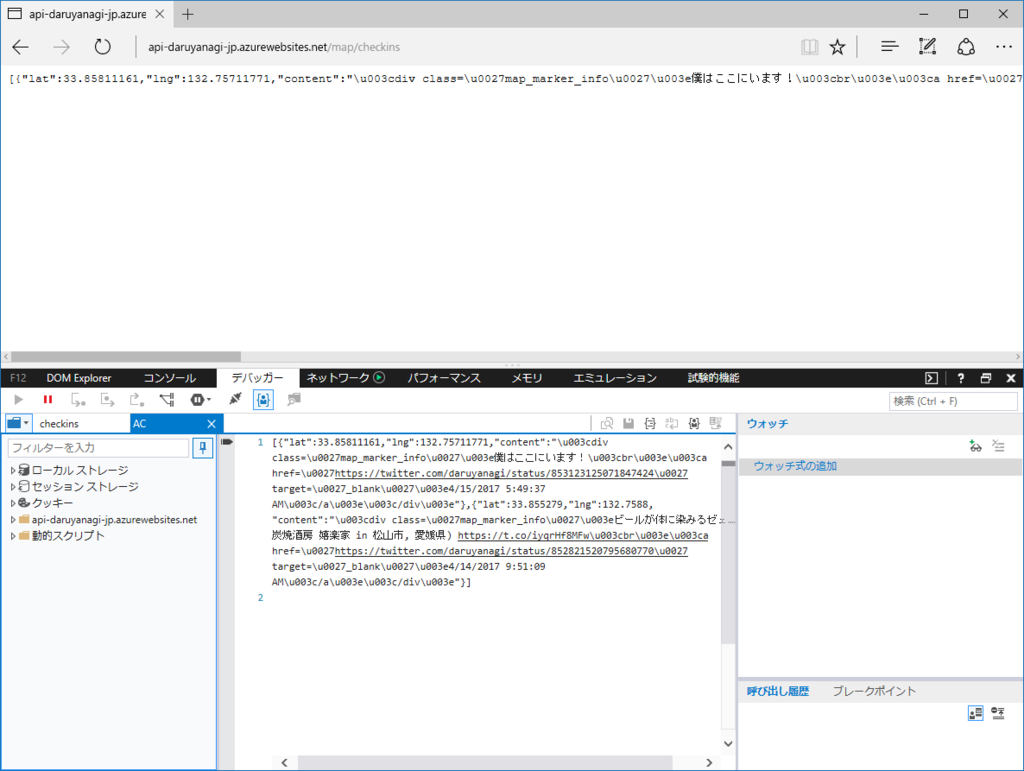 api-daruyanagi-jp.azure
api-daruyanagi-jp.azurewebsites.net/map/checkins
[{"lat":33.85811161,"lng":132.75711771,"content":"\u003cdiv class=\u0027map_marker_info\u0027\u003e僕はここにいます！\u003cbr\u003e\u003ca href=\u0027
F12 DOM Explorer コンソール デバッガー ネットワーク パフォーマンス メモリ エミュレーション 試験的機能
検索 (Ctrl + F)
checkins AC
フィルターを入力
ローカル ストレージ
セッション ストレージ
クッキー
api-daruyanagi-jp.azurewebsites.net
動的スクリプト
1 [{"lat":33.85811161,"lng":132.75711771,"content":"\u003cdiv
class=\u0027map_marker_info\u0027\u003e僕はここにいます！\u003cbr\u003e\u003ca
href=\u0027https://twitter.com/daruyanagi/status/853123125071847424\u0027
target=\u0027_blank\u0027\u003e4/15/2017 5:49:37
AM\u003c/a\u003e\u003c/div\u003e"},{"lat":33.855279,"lng":132.7588,
"content":"\u003cdiv class=\u0027map_marker_info\u0027\u003eビールが体に染みるゼェ...
炭焼酒房 嬉楽家 in 松山市, 愛媛県) https://t.co/iyqrHf8MFw\u003cbr\u003e\u003ca
href=\u0027https://twitter.com/daruyanagi/status/852821520795680770\u0027
target=\u0027_blank\u0027\u003e4/14/2017 9:51:09
AM\u003c/a\u003e\u003c/div\u003e"}]
2
ウォッチ
ウォッチ式の追加
呼び出し履歴 ブレークポイント